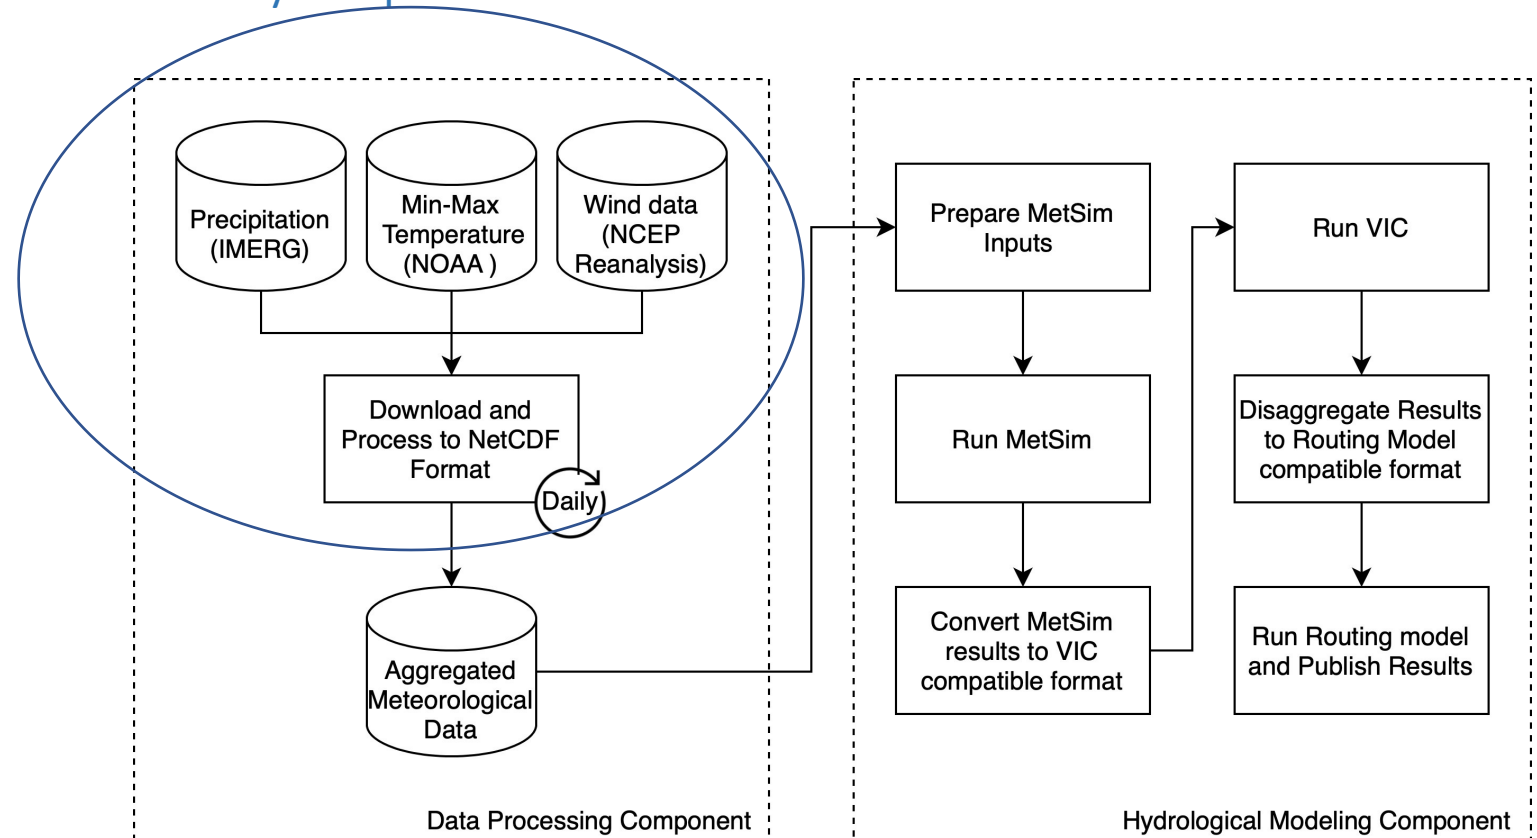 Precipitation
(IMERG)
Min-Max
Temperature
(NOAA )
Wind data
(NCEP
Reanalysis)
Download and
Process to NetCDF
Format
Daily
Aggregated
Meteorological
Data
Data Processing Component
Prepare MetSim
Inputs
Run MetSim
Convert MetSim
results to VIC
compatible format
Run VIC
Disaggregate Results
to Routing Model
compatible format
Run Routing model
and Publish Results
Hydrological Modeling Component